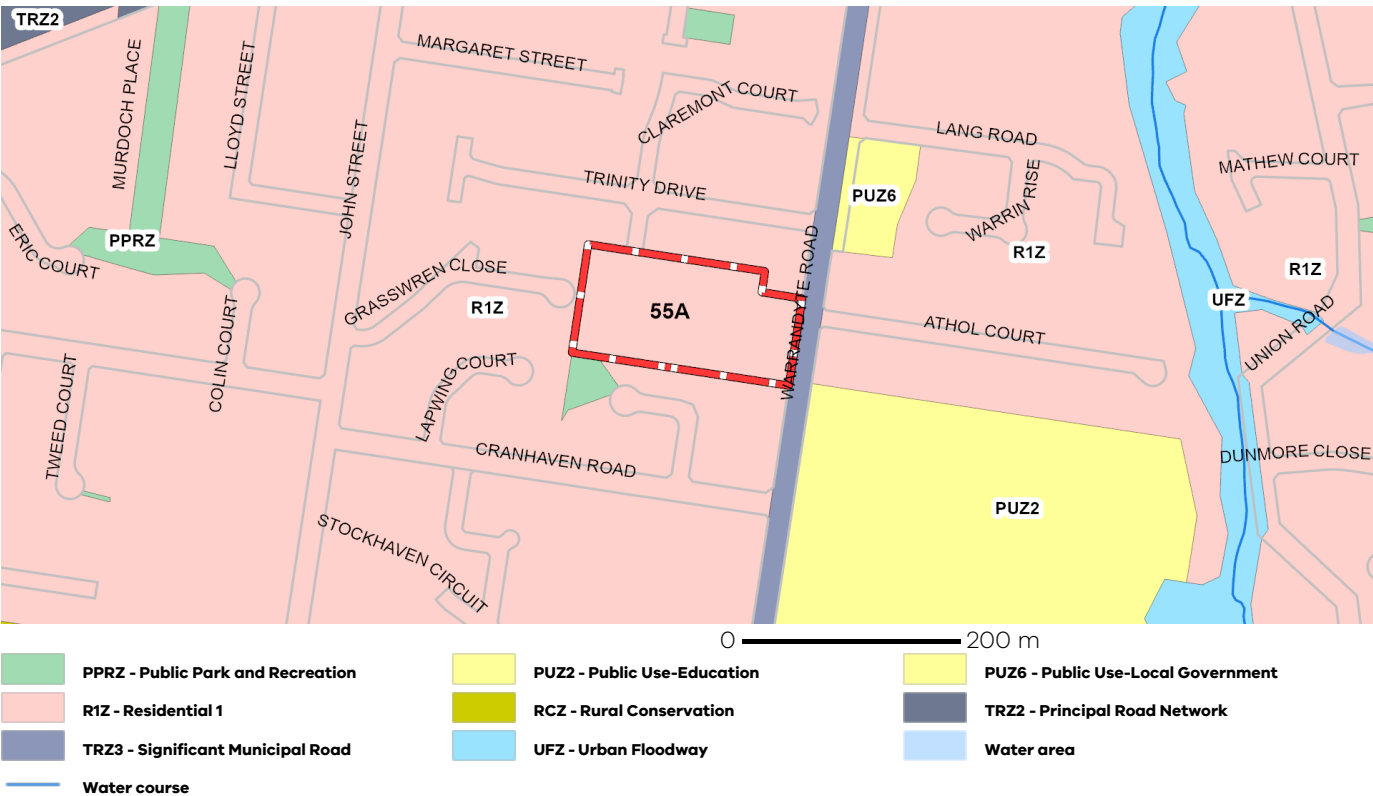 TRZ2
MURDOCH PLACE
LLOYD STREET
JOHN STREET
MARGARET STREET
CLAREMONT COURT
LANG ROAD
MATHEW COURT
TRINITY DRIVE
PUZ6
WARRIN RISE
R1Z
PPRZ
ERIC COURT
GRASSWREN CLOSE
R1Z
55A
WARRANDYTE ROAD
R1Z
UFZ
UNION ROAD
ATHOL COURT
COLIN COURT
LAPWING COURT
TWEED COURT
CRANHAVEN ROAD
DUNMORE CLOSE
PUZ2
STOCKHAVEN CIRCUIT
0 200 m
PPRZ - Public Park and Recreation
PUZ2 - Public Use-Education
PUZ6 - Public Use-Local Government
R1Z - Residential 1
RCZ - Rural Conservation
TRZ2 - Principal Road Network
TRZ3 - Significant Municipal Road
UFZ - Urban Floodway
Water area
Water course